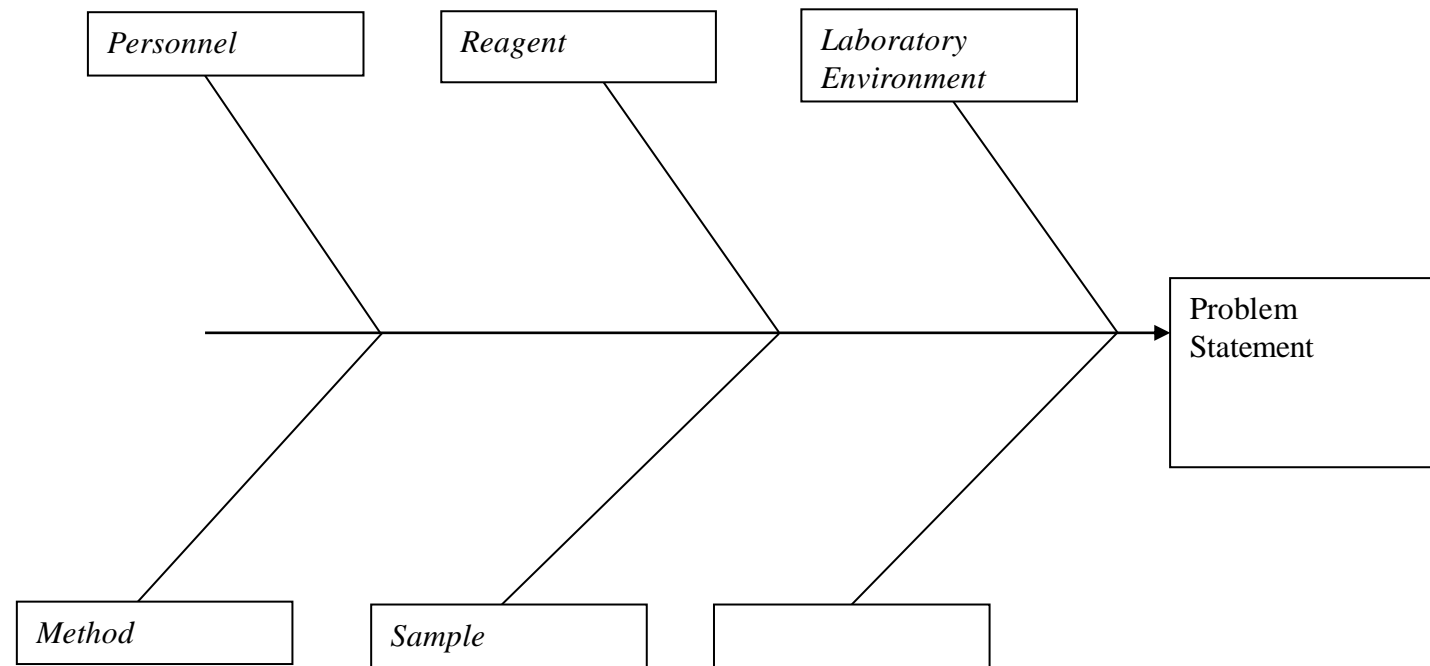 Personnel
Reagent
Laboratory
Environment
Problem
Statement
Method
Sample